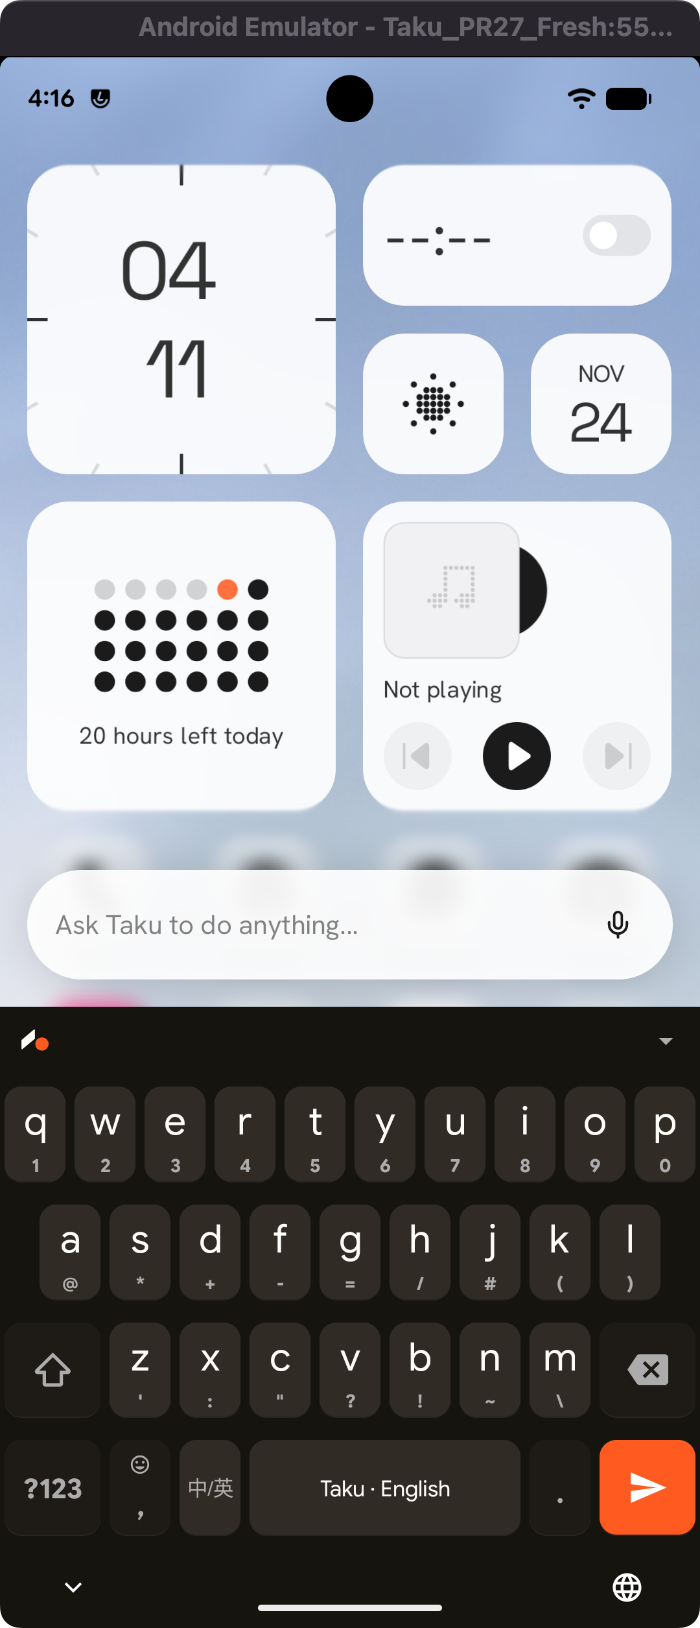 Android Emulator - Taku_PR27_Fresh:55...
4:16
04
11
--:--
NOV
24
20 hours left today
Not playing
Ask Taku to do anything...
q w e r t y u i o p
1 2 3 4 5 6 7 8 9 0
a s d f g h j k l
@ * + - = / # ( )
z x c v b n m
' : " ? ! ~ \
?123 , 中/英 Taku · English .